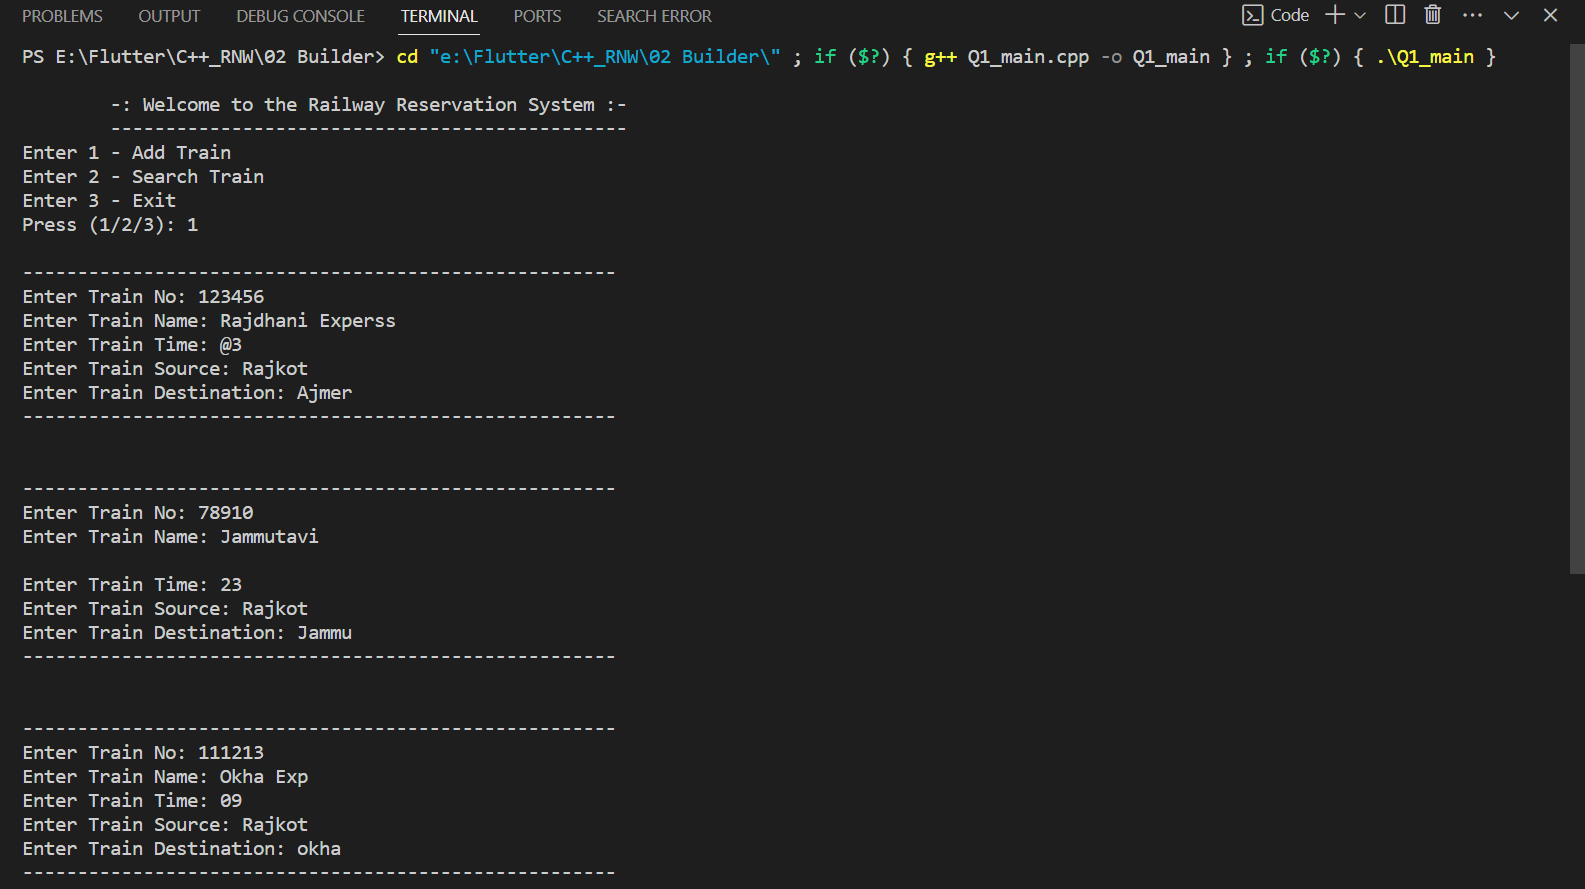 PROBLEMS OUTPUT DEBUG CONSOLE TERMINAL PORTS SEARCH ERROR Code
PS E:\Flutter\C++_RNW\02 Builder> cd "e:\Flutter\C++_RNW\02 Builder\" ; if ($?) { g++ Q1_main.cpp -o Q1_main } ; if ($?) { .\Q1_main }
-: Welcome to the Railway Reservation System :-
-----------------------------------------------
Enter 1 - Add Train
Enter 2 - Search Train
Enter 3 - Exit
Press (1/2/3): 1
------------------------------------------------------
Enter Train No: 123456
Enter Train Name: Rajdhani Experss
Enter Train Time: @3
Enter Train Source: Rajkot
Enter Train Destination: Ajmer
------------------------------------------------------
------------------------------------------------------
Enter Train No: 78910
Enter Train Name: Jammutavi
Enter Train Time: 23
Enter Train Source: Rajkot
Enter Train Destination: Jammu
------------------------------------------------------
------------------------------------------------------
Enter Train No: 111213
Enter Train Name: Okha Exp
Enter Train Time: 09
Enter Train Source: Rajkot
Enter Train Destination: okha
------------------------------------------------------